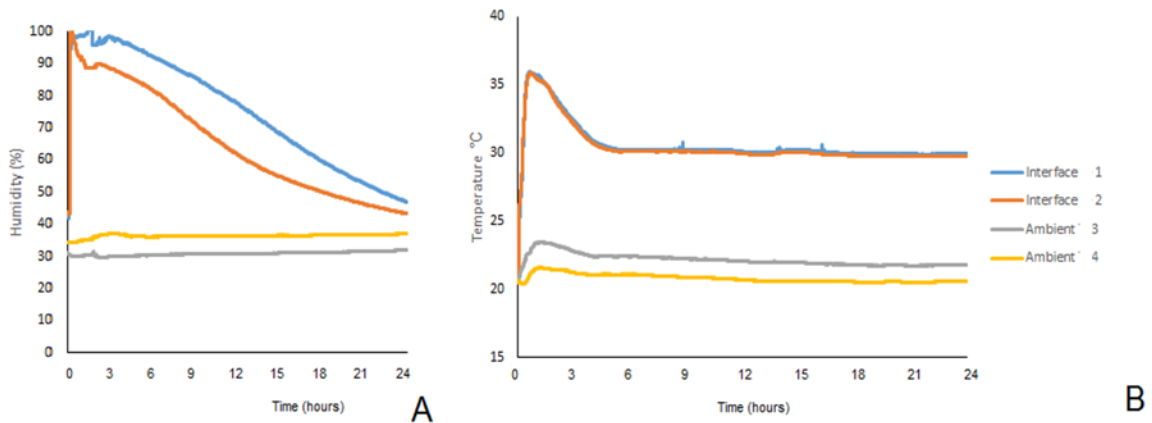 100
90
80
70
60
50
40
30
20
10
0
Humidity (%)
0 3 6 9 12 15 18 21 24
Time (hours)
A
40
35
30
25
20
15
Temperature °C
0 3 6 9 12 15 18 21 24
Time (hours)
B
Interface 1
Interface 2
Ambient` 3
Ambient` 4